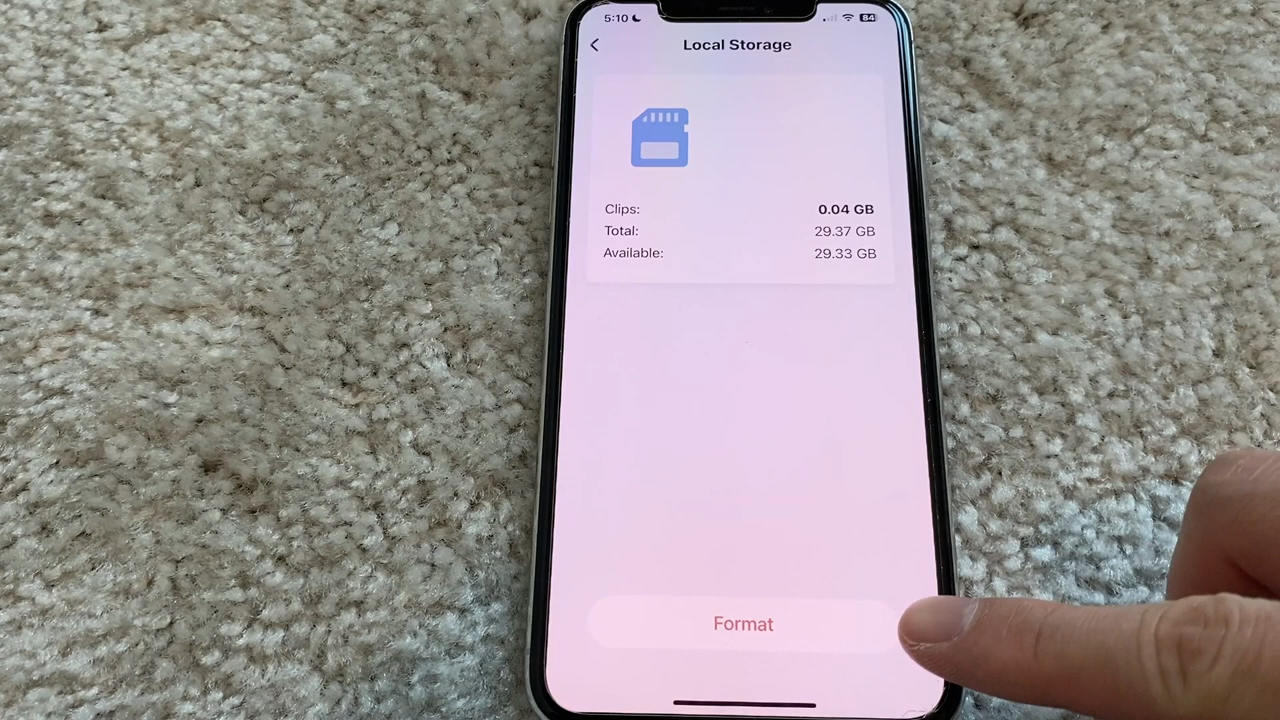 5:10
84
Local Storage
Clips: 0.04 GB
Total: 29.37 GB
Available: 29.33 GB
Format